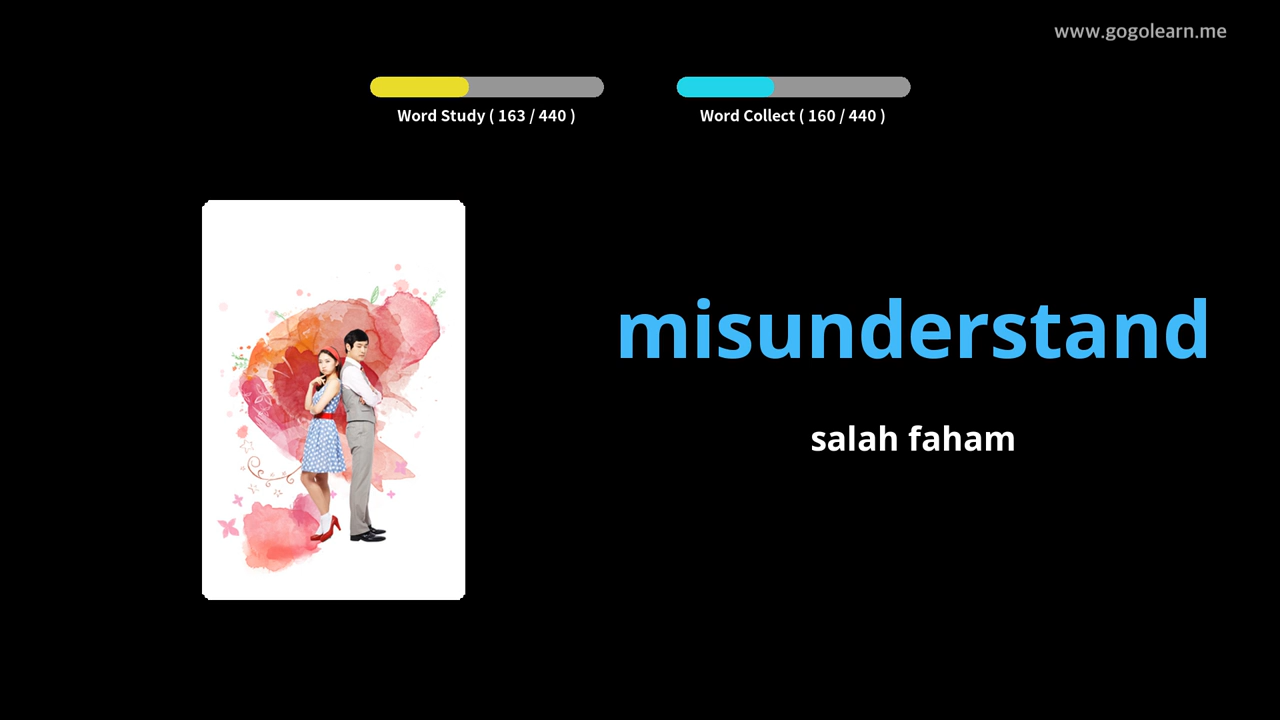 www.gogolearn.me
Word Study ( 163 / 440 )
Word Collect ( 160 / 440 )
misunderstand
salah faham